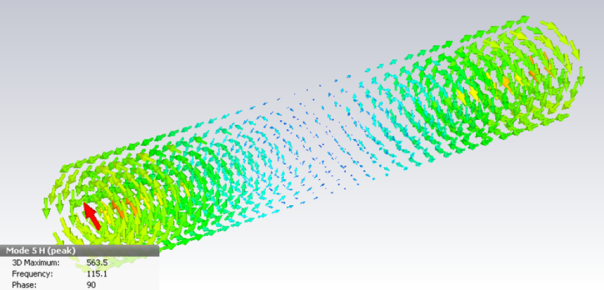 Mode 5 H (peak)
3D Maximum: 563.5
Frequency: 115.1
Phase: 90